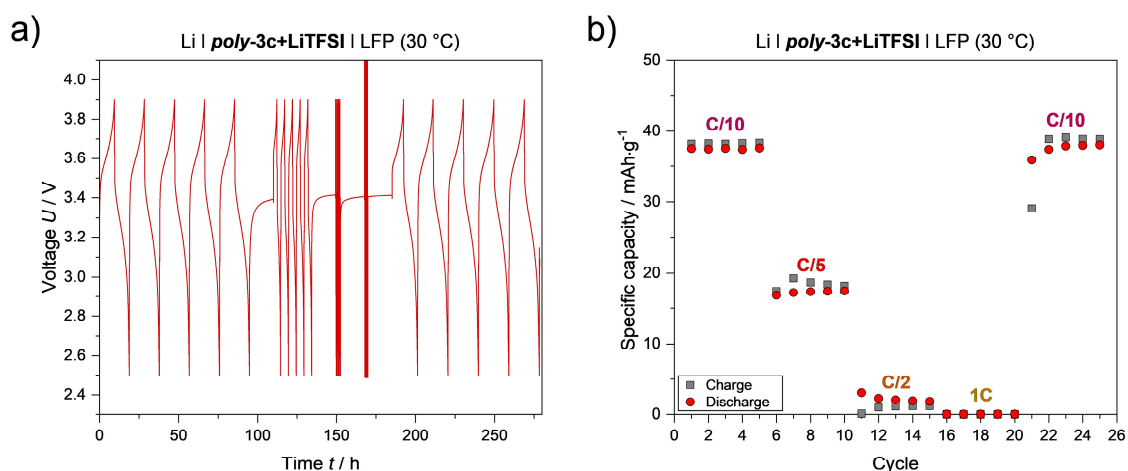 a)
Li | poly-3c+LiTFSI | LFP (30 °C)
4.0
3.8
3.6
3.4
3.2
3.0
2.8
2.6
2.4
Voltage U / V
0
50
100
150
200
250
Time t / h
b)
Li | poly-3c+LiTFSI | LFP (30 °C)
50
40
30
20
10
0
Specific capacity / mAh·g⁻¹
C/10
C/5
C/2
1C
C/10
Charge
Discharge
0
2
4
6
8
10
12
14
16
18
20
22
24
26
Cycle